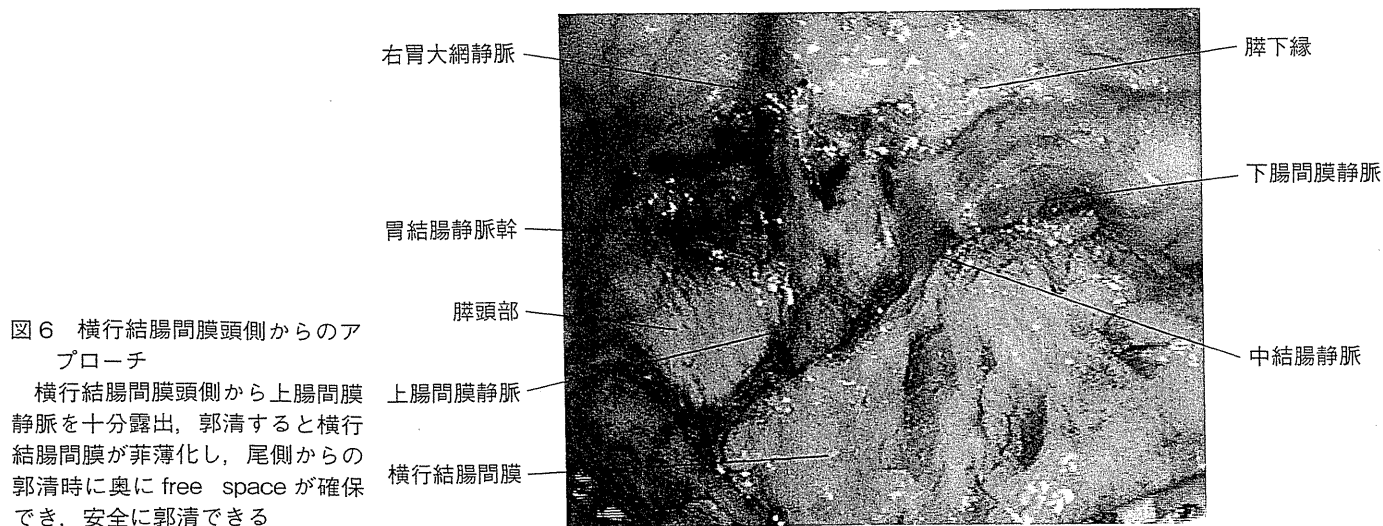 右胃大網静脈
膵下縁
下腸間膜静脈
胃結腸静脈幹
膵頭部
中結腸静脈
上腸間膜静脈
横行結腸間膜
図6 横行結腸間膜頭側からのア
プローチ
横行結腸間膜頭側から上腸間膜
静脈を十分露出,郭清すると横行
結腸間膜が菲薄化し,尾側からの
郭清時に奥に free space が確保
でき,安全に郭清できる